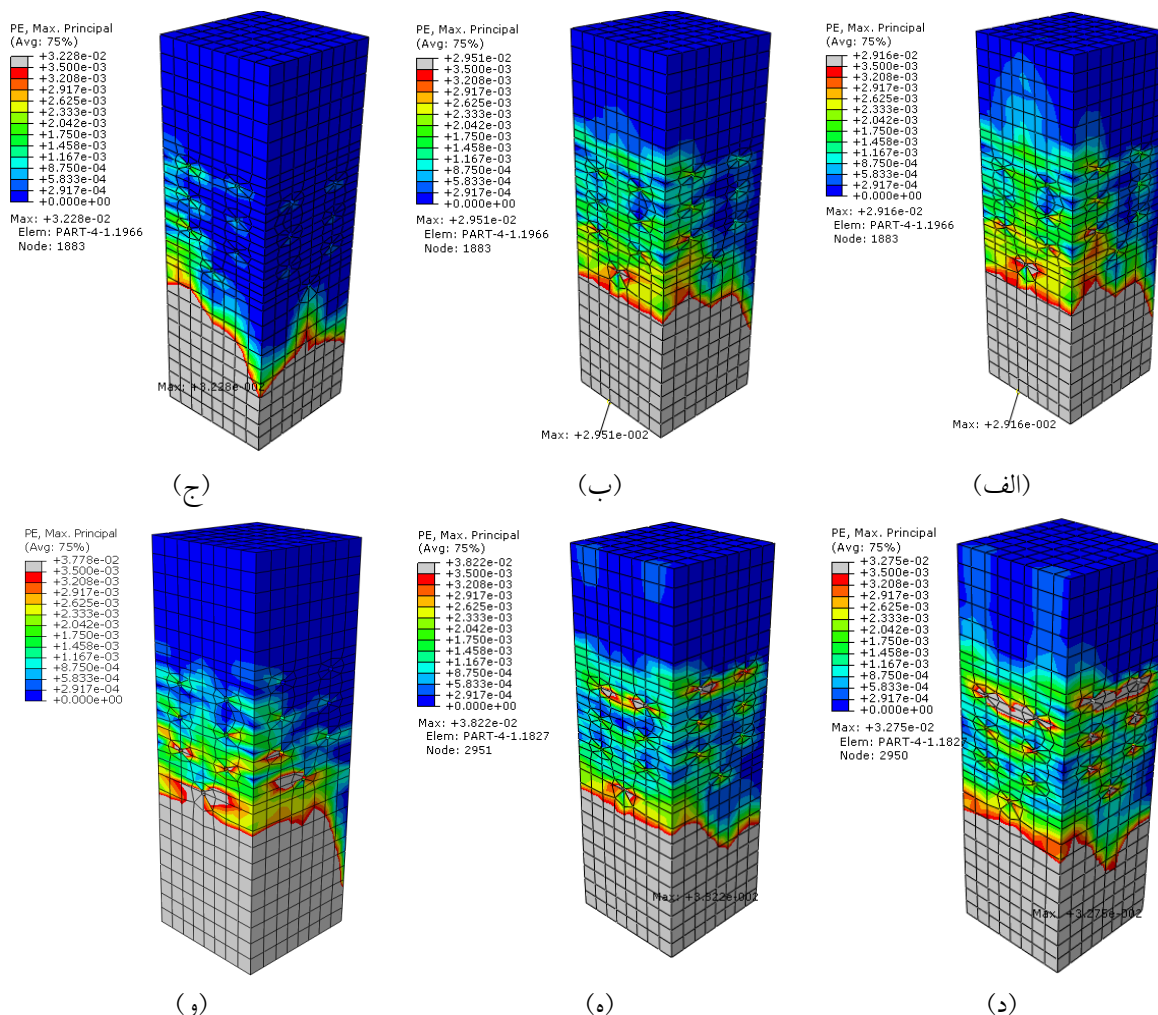 PE, Max. Principal
(Avg: 75%)
+3.228e-02
+3.500e-03
+3.208e-03
+2.917e-03
+2.625e-03
+2.333e-03
+2.042e-03
+1.750e-03
+1.458e-03
+1.167e-03
+8.750e-04
+5.833e-04
+2.917e-04
+0.000e+00
Max: +3.228e-02
Elem: PART-4-1.1966
Node: 1883
Max: +3.228e-002
(ج)
PE, Max. Principal
(Avg: 75%)
+2.951e-02
+3.500e-03
+3.208e-03
+2.917e-03
+2.625e-03
+2.333e-03
+2.042e-03
+1.750e-03
+1.458e-03
+1.167e-03
+8.750e-04
+5.833e-04
+2.917e-04
+0.000e+00
Max: +2.951e-02
Elem: PART-4-1.1966
Node: 1883
Max: +2.951e-002
(ب)
PE, Max. Principal
(Avg: 75%)
+2.916e-02
+3.500e-03
+3.208e-03
+2.917e-03
+2.625e-03
+2.333e-03
+2.042e-03
+1.750e-03
+1.458e-03
+1.167e-03
+8.750e-04
+5.833e-04
+2.917e-04
+0.000e+00
Max: +2.916e-02
Elem: PART-4-1.1966
Node: 1883
Max: +2.916e-002
(الف)
PE, Max. Principal
(Avg: 75%)
+3.778e-02
+3.500e-03
+3.208e-03
+2.917e-03
+2.625e-03
+2.333e-03
+2.042e-03
+1.750e-03
+1.458e-03
+1.167e-03
+8.750e-04
+5.833e-04
+2.917e-04
+0.000e+00
(و)
PE, Max. Principal
(Avg: 75%)
+3.822e-02
+3.500e-03
+3.208e-03
+2.917e-03
+2.625e-03
+2.333e-03
+2.042e-03
+1.750e-03
+1.458e-03
+1.167e-03
+8.750e-04
+5.833e-04
+2.917e-04
+0.000e+00
Max: +3.822e-02
Elem: PART-4-1.1827
Node: 2951
Max: +3.822e-002
(ه)
PE, Max. Principal
(Avg: 75%)
+3.275e-02
+3.500e-03
+3.208e-03
+2.917e-03
+2.625e-03
+2.333e-03
+2.042e-03
+1.750e-03
+1.458e-03
+1.167e-03
+8.750e-04
+5.833e-04
+2.917e-04
+0.000e+00
Max: +3.275e-02
Elem: PART-4-1.1827
Node: 2950
Max: +3.275e-002
(د)